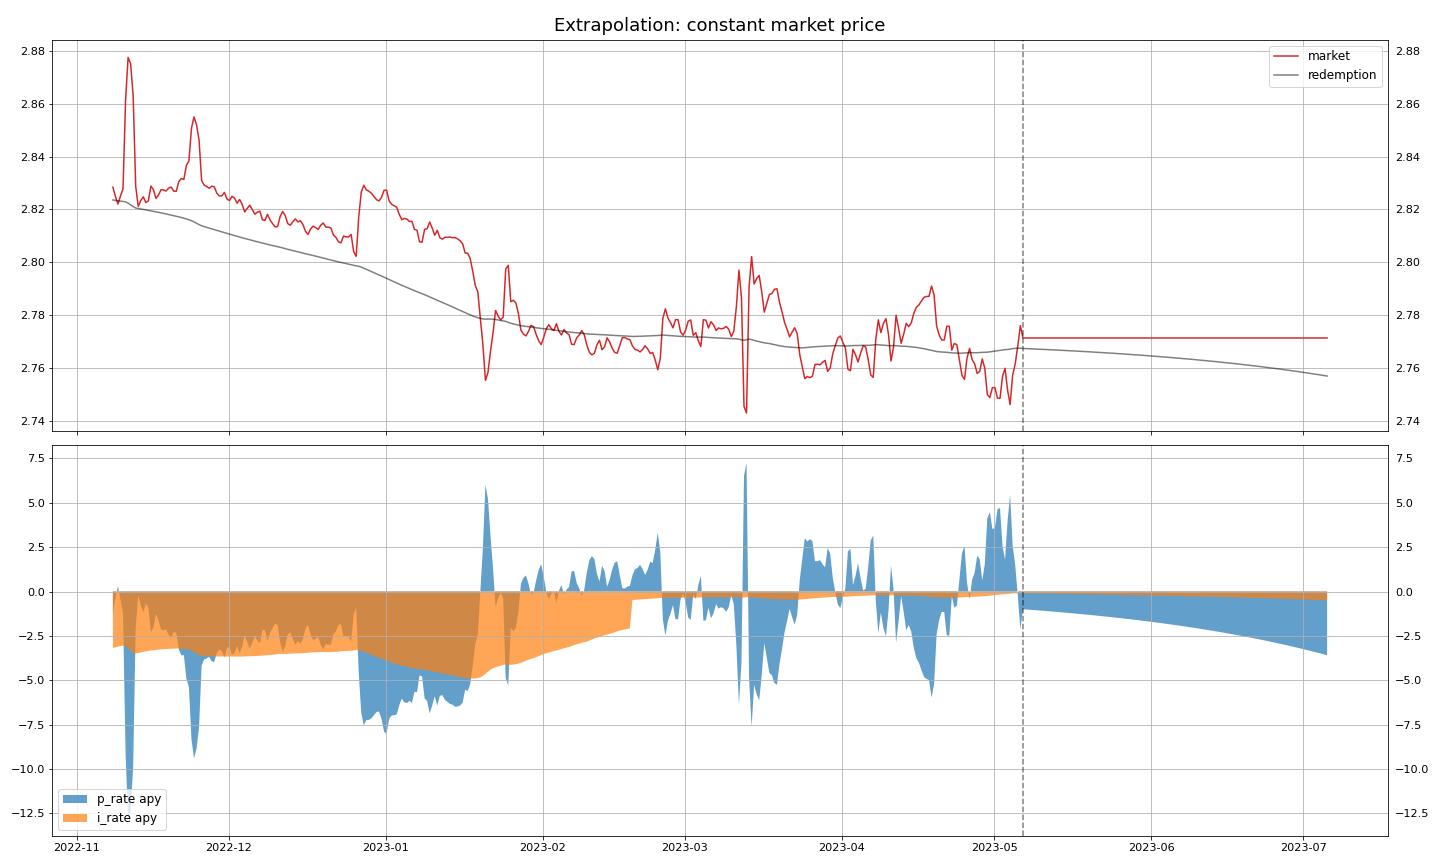 Extrapolation: constant market price
2.88 2.88
market
redemption
2.86 2.86
2.84 2.84
2.82 2.82
2.80 2.80
2.78 2.78
2.76 2.76
2.74 2.74
7.5 7.5
5.0 5.0
2.5 2.5
0.0 0.0
−2.5 −2.5
−5.0 −5.0
−7.5 −7.5
−10.0 −10.0
p_rate apy
−12.5 −12.5
i_rate apy
2022-11 2022-12 2023-01 2023-02 2023-03 2023-04 2023-05 2023-06 2023-07